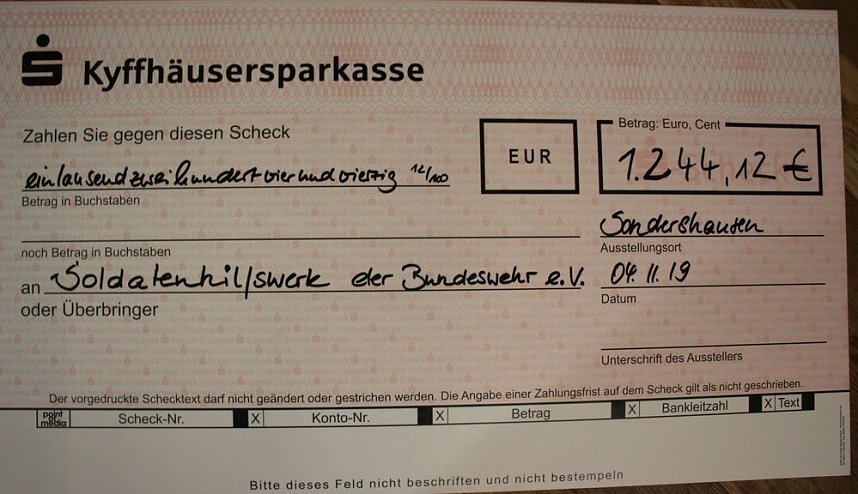 Kyffhäusersparkasse
Zahlen Sie gegen diesen Scheck
EUR
Betrag: Euro, Cent
1.244,12 €
eintausendzweihundertvierundvierzig 12/100
Betrag in Buchstaben
Sondershausen
noch Betrag in Buchstaben
Ausstellungsort
an Soldatenhilfswerk der Bundeswehr e.V.
04.11.19
oder Überbringer
Datum
Unterschrift des Ausstellers
Der vorgedruckte Schecktext darf nicht geändert oder gestrichen werden. Die Angabe einer Zahlungsfrist auf dem Scheck gilt als nicht geschrieben.
point media Scheck-Nr. X Konto-Nr. X Betrag X Bankleitzahl X Text
Bitte dieses Feld nicht beschriften und nicht bestempeln